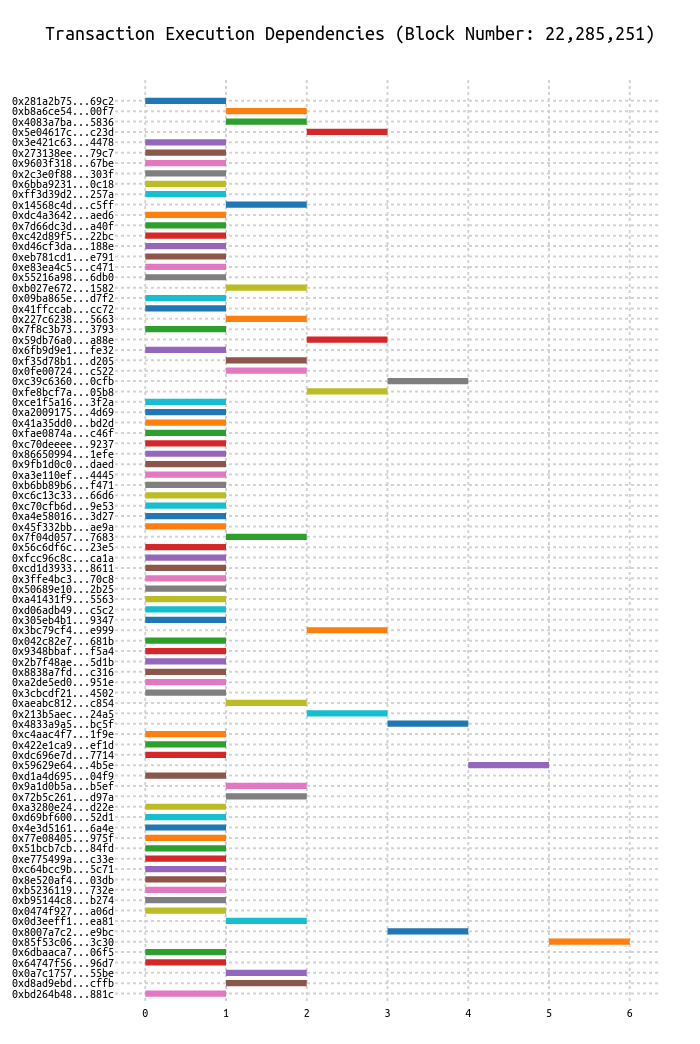 Transaction Execution Dependencies (Block Number: 22,285,251)
0x281a2b75...69c2
0xb8a6ce54...00f7
0x4083a7ba...5836
0x5e04617c...c23d
0x3e421c63...4478
0x273138ee...79c7
0x9603f318...67be
0x2c3e0f88...303f
0x6bba9231...0c18
0xff3d39d2...257a
0x14568c4d...c5ff
0xdc4a3642...aed6
0x7d66dc3d...a40f
0xc42d89f5...22bc
0xd46cf3da...188e
0xeb781cd1...e791
0xe83ea4c5...c471
0x55216a98...6db0
0xb027e672...1582
0x09ba865e...d7f2
0x41ffccab...cc72
0x227c6238...5663
0x7f8c3b73...3793
0x59db76a0...a88e
0x6fb9d9e1...fe32
0xf35d78b1...d205
0x0fe00724...c522
0xc39c6360...0cfb
0xfe8bcf7a...05b8
0xce1f5a16...3f2a
0xa2009175...4d69
0x41a35dd0...bd2d
0xfae0874a...c46f
0xc70deeee...9237
0x86650994...1efe
0x9fb1d0c0...daed
0xa3e110ef...4445
0xb6bb89b6...f471
0xc6c13c33...66d6
0xc70cfb6d...9e53
0xa4e58016...3d27
0x45f332bb...ae9a
0x7f04d057...7683
0x56c6df6c...23e5
0xfcc96c8c...ca1a
0xcd1d3933...8611
0x3ffe4bc3...70c8
0x50689e10...2b25
0xa41431f9...5563
0xd06adb49...c5c2
0x305eb4b1...9347
0x3bc79cf4...e999
0x042c82e7...681b
0x9348bbaf...f5a4
0x2b7f48ae...5d1b
0x8838a7fd...c316
0xa2de5ed0...951e
0x3cbcdf21...4502
0xaeabc812...c854
0x213b5aec...24a5
0x4833a9a5...bc5f
0xc4aac4f7...1f9e
0x422e1ca9...ef1d
0xdc696e7d...7714
0x59629e64...4b5e
0xd1a4d695...04f9
0x9a1d0b5a...b5ef
0x72b5c261...d97a
0xa3280e24...d22e
0xd69bf600...52d1
0x4e3d5161...6a4e
0x77e08405...975f
0x51bcb7cb...84fd
0xe775499a...c33e
0xc64bcc9b...5c71
0x8e520af4...03db
0xb5236119...732e
0xb95144c8...b274
0x0474f927...a06d
0x0d3eeff1...ea81
0x8007a7c2...e9bc
0x85f53c06...3c30
0x6dbaaca7...06f5
0x64747f56...96d7
0x0a7c1757...55be
0xd8ad9ebd...cffb
0xbd264b48...881c
0 1 2 3 4 5 6